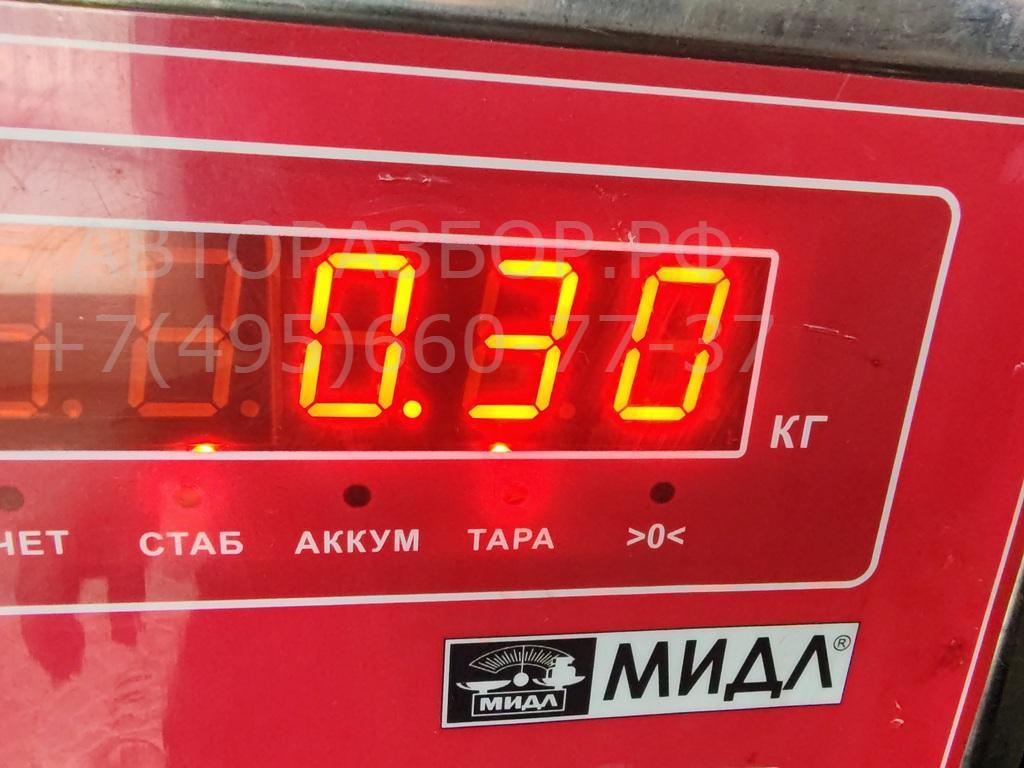 АВТОРАЗБОР.РФ
+7(495)660-77-37
0.30
КГ
СТАБ АККУМ ТАРА >0<
МИДЛ МИДЛ®